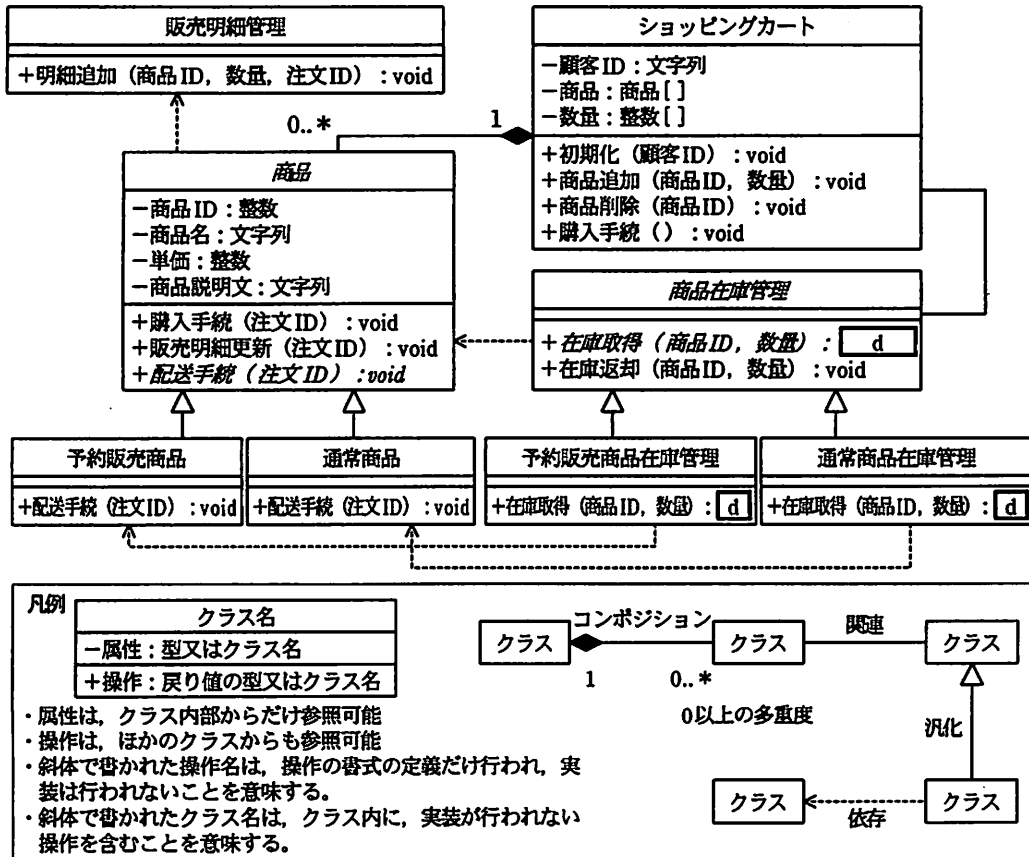 販売明細管理
+明細追加(商品ID,数量,注文ID):void
ショッピングカート
-顧客ID:文字列
-商品:商品[]
-数量:整数[]
+初期化(顧客ID):void
+商品追加(商品ID,数量):void
+商品削除(商品ID):void
+購入手続():void
0..*
1
商品
-商品ID:整数
-商品名:文字列
-単価:整数
-商品説明文:文字列
+購入手続(注文ID):void
+販売明細更新(注文ID):void
+配送手続(注文ID):void
商品在庫管理
+在庫取得(商品ID,数量): d
+在庫返却(商品ID,数量):void
予約販売商品
+配送手続(注文ID):void
通常商品
+配送手続(注文ID):void
予約販売商品在庫管理
+在庫取得(商品ID,数量): d
通常商品在庫管理
+在庫取得(商品ID,数量): d
凡例
クラス名
-属性:型又はクラス名
+操作:戻り値の型又はクラス名
・属性は,クラス内部からだけ参照可能
・操作は,ほかのクラスからも参照可能
・斜体で書かれた操作名は,操作の書式の定義だけ行われ,実
装は行われないことを意味する。
・斜体で書かれたクラス名は,クラス内に,実装が行われない
操作を含むことを意味する。
クラス
コンポジション
クラス
関連
クラス
1
0..*
0以上の多重度
汎化
クラス
依存
クラス